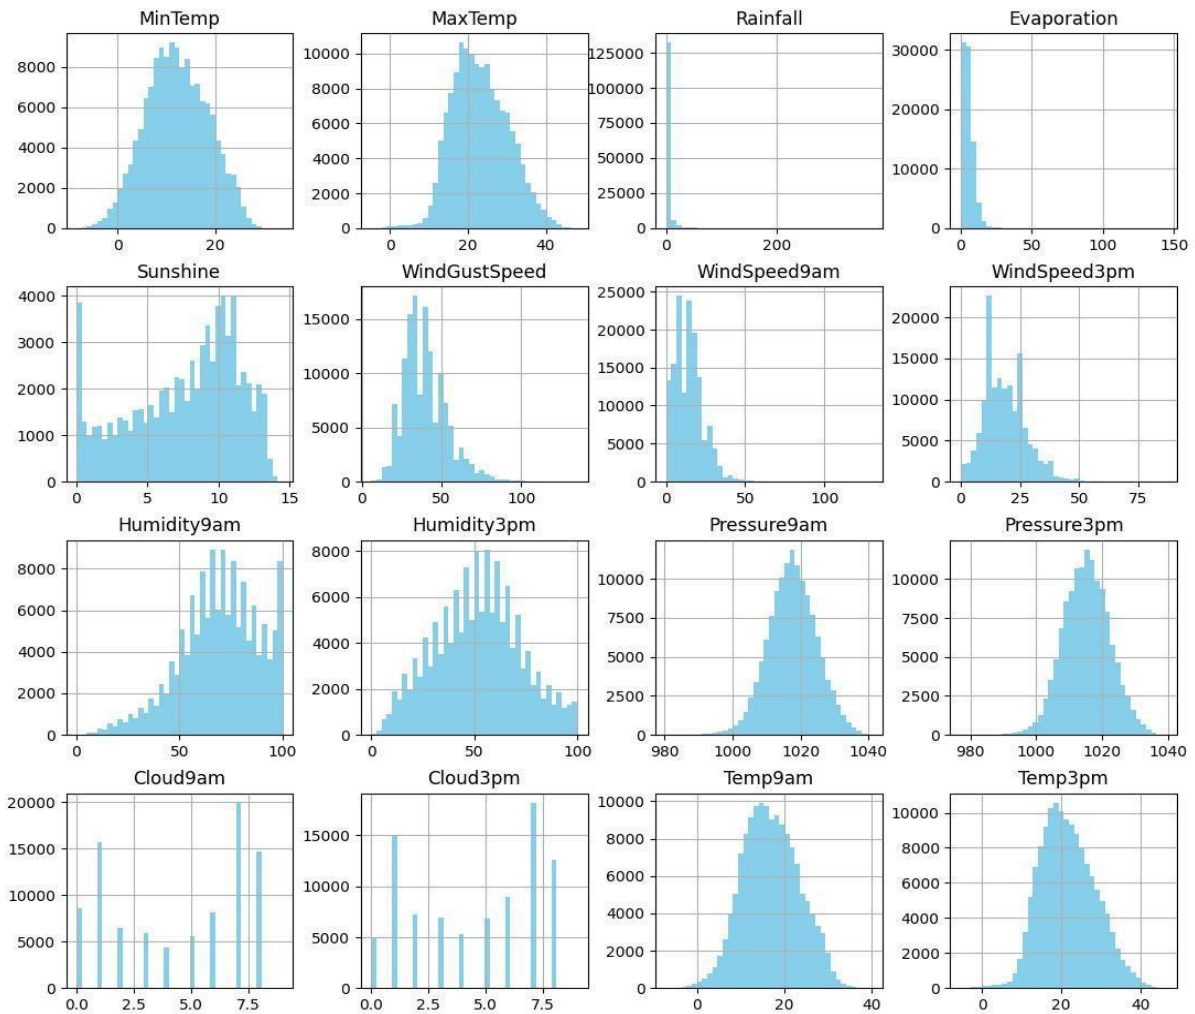 MinTemp MaxTemp Rainfall Evaporation
8000 6000 4000 2000 0
0 20
10000 8000 6000 4000 2000 0
0 20 40
125000 100000 75000 50000 25000 0
0 200
30000 20000 10000 0
0 50 100 150
Sunshine WindGustSpeed WindSpeed9am WindSpeed3pm
4000 3000 2000 1000 0
0 5 10 15
15000 10000 5000 0
0 50 100
25000 20000 15000 10000 5000 0
0 50 100
20000 15000 10000 5000 0
0 25 50 75
Humidity9am Humidity3pm Pressure9am Pressure3pm
8000 6000 4000 2000 0
0 50 100
8000 6000 4000 2000 0
0 50 100
10000 7500 5000 2500 0
980 1000 1020 1040
10000 7500 5000 2500 0
980 1000 1020 1040
Cloud9am Cloud3pm Temp9am Temp3pm
20000 15000 10000 5000 0
0.0 2.5 5.0 7.5
15000 10000 5000 0
0.0 2.5 5.0 7.5
10000 8000 6000 4000 2000 0
0 20 40
10000 8000 6000 4000 2000 0
0 20 40